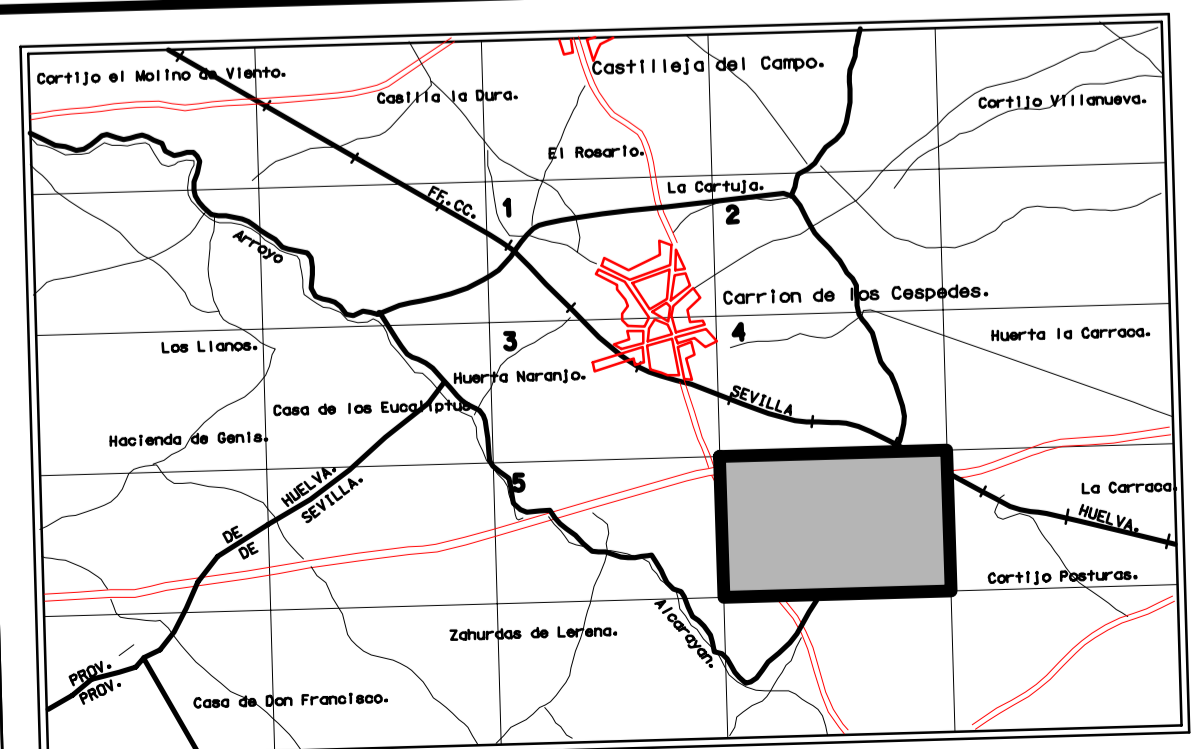 Castilleja del Campo.
Cortijo el Molino de Viento.
Casilla la Dura.
Cortijo Villanueva.
El Rosario.
La Cartuja.
FF.CC.
1
2
Arroyo
Carrion de los Cespedes.
3
4
Huerta la Carraca.
Los Llanos.
Huerta Naranjo.
SEVILLA
Casa de los Eucaliptus
Hacienda de Genis.
HUELVA.
SEVILLA.
5
La Carraca
HUELVA.
DE
DE
Cortijo Posturas.
Alcarayan.
Zahurdas de Lerena.
PROV.
PROV.
Casa de Don Francisco.